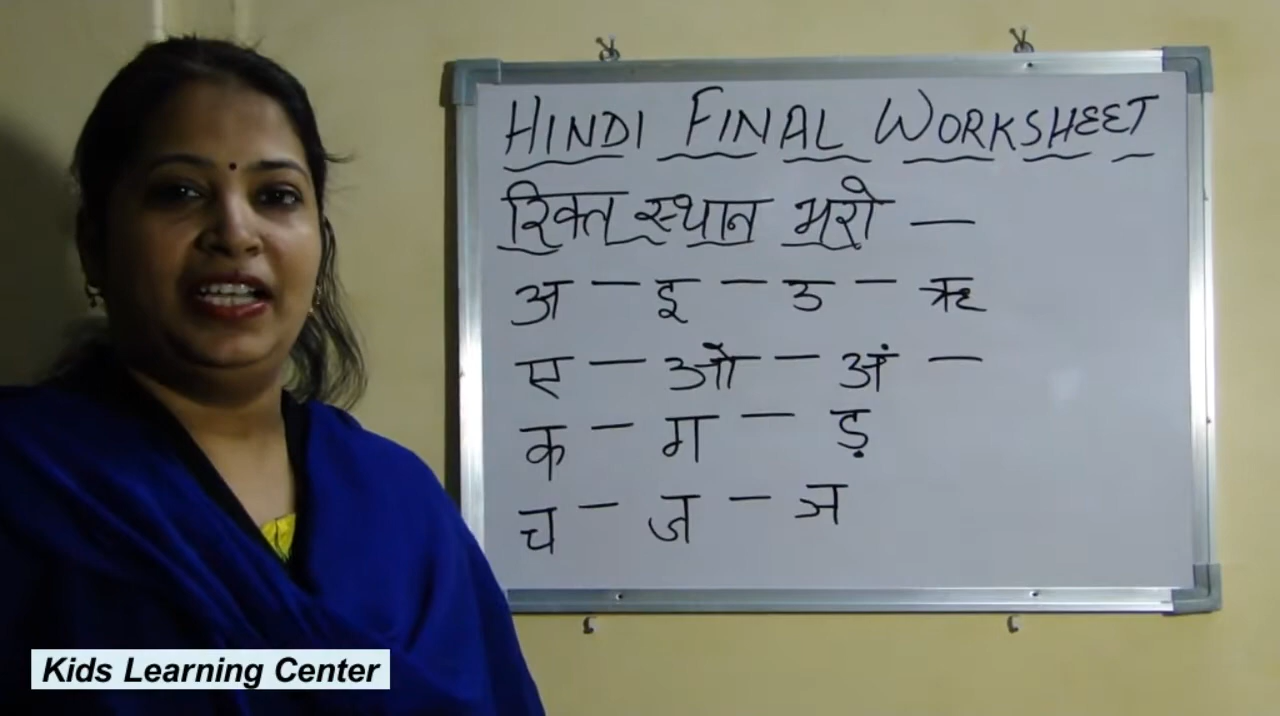 HINDI FINAL WORKSHEET
रिक्त स्थान भरो —
अ — इ — उ — ऋ
ए — ओ — अं —
क — ग — ड़
च — ज — ञ
Kids Learning Center